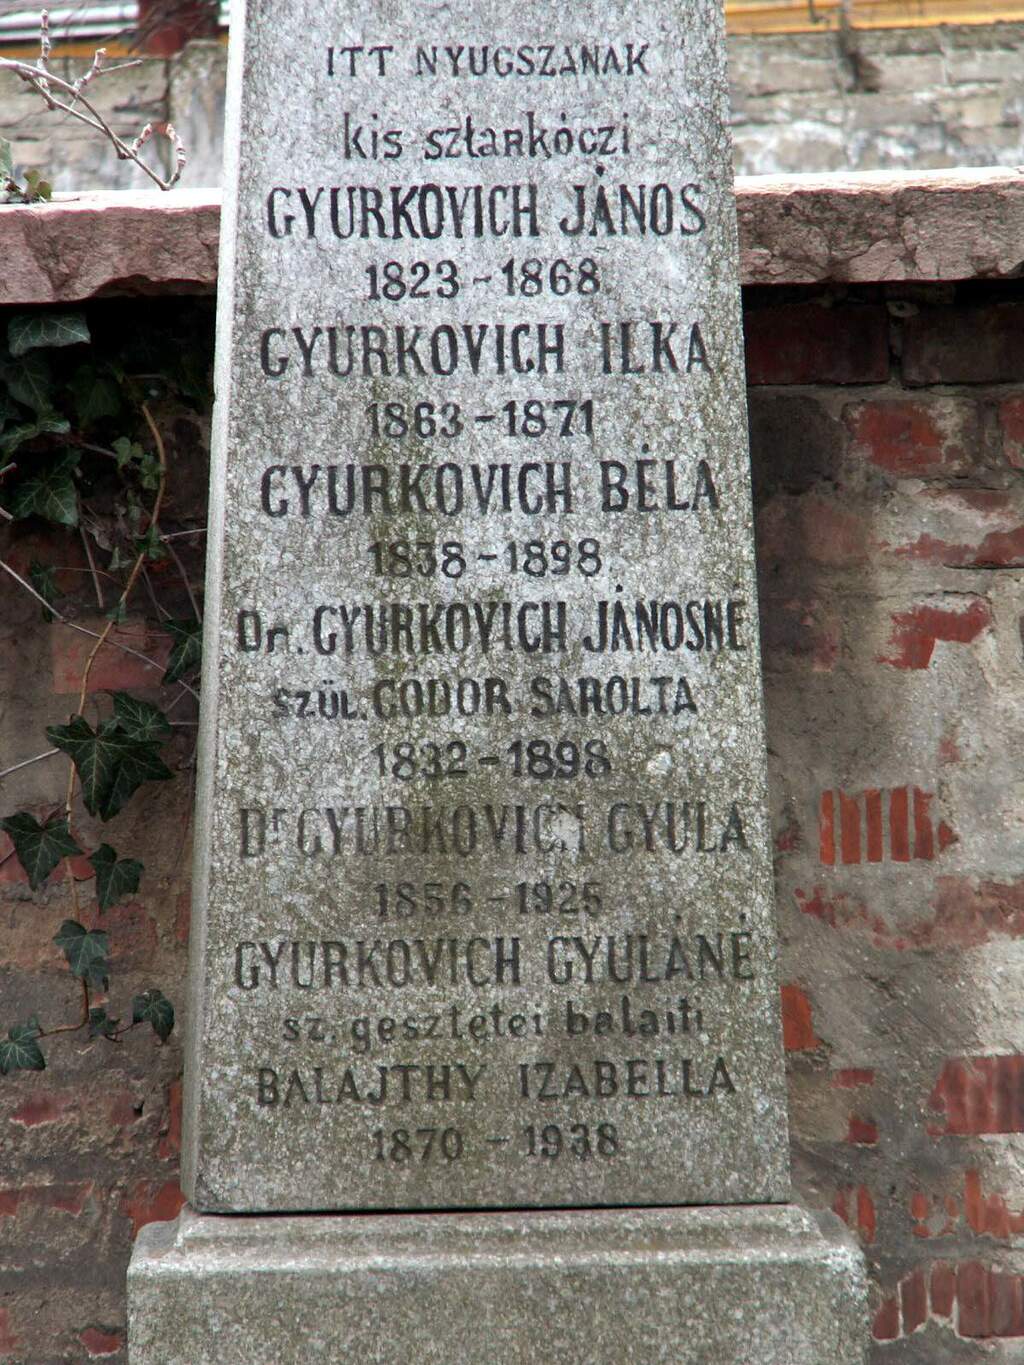 ITT NYUGSZANAK
kis sztankóczi
GYURKOVICH JÁNOS
1823-1868
GYURKOVICH ILKA
1863-1871
GYURKOVICH BÉLA
1838-1898
Dr. GYURKOVICH JÁNOSNÉ
SZÜL. GODOR SAROLTA
1832-1898
Dr GYURKOVICH GYULA
1856-1925
GYURKOVICH GYULÁNÉ
sz. gesztetei balaiti
BALAJTHY IZABELLA
1870-1938